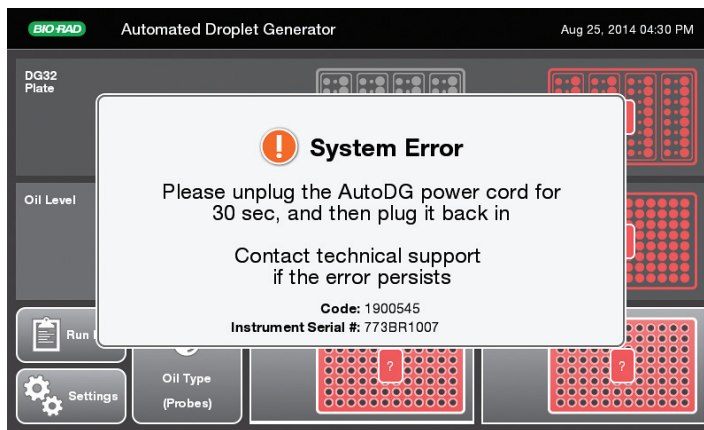 BIO-RAD
Automated Droplet Generator
Aug 25, 2014 04:30 PM
DG32
Plate
System Error
Please unplug the AutoDG power cord for
30 sec, and then plug it back in
Contact technical support
if the error persists
Code: 1900545
Instrument Serial #: 773BR1007
Oil Level
Run
Settings
Oil Type
(Probes)
?
?